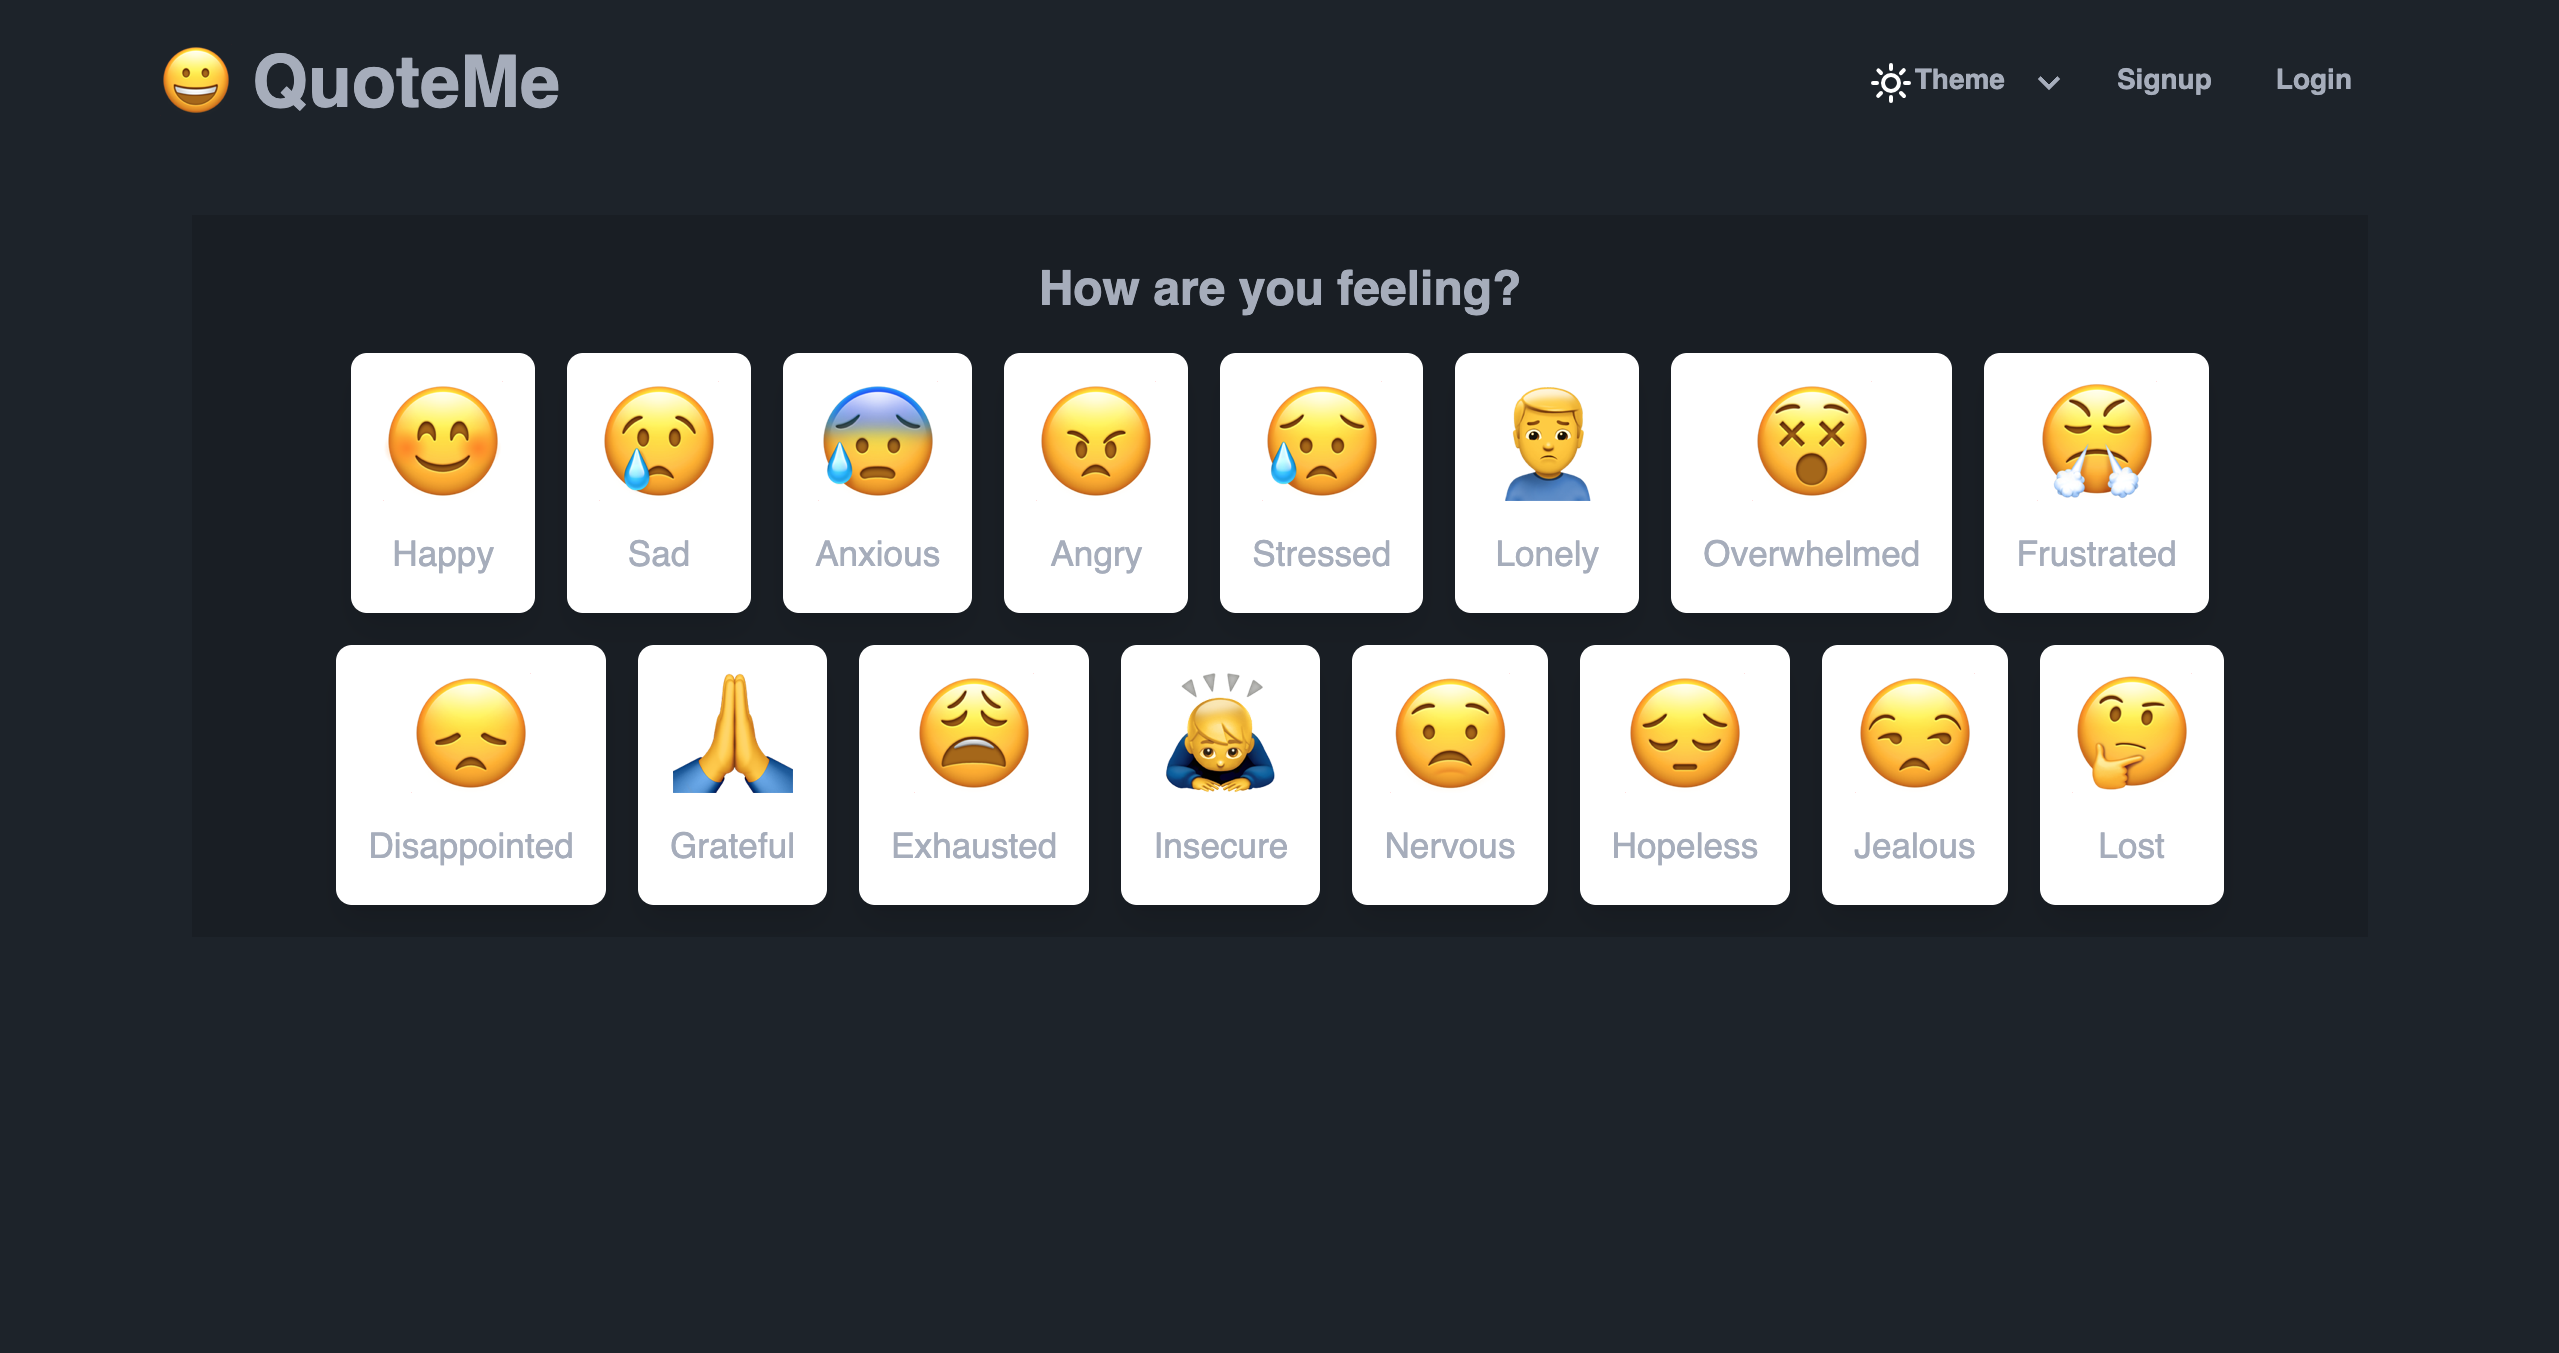 QuoteMe
Theme
Signup
Login
How are you feeling?
Happy
Sad
Anxious
Angry
Stressed
Lonely
Overwhelmed
Frustrated
Disappointed
Grateful
Exhausted
Insecure
Nervous
Hopeless
Jealous
Lost